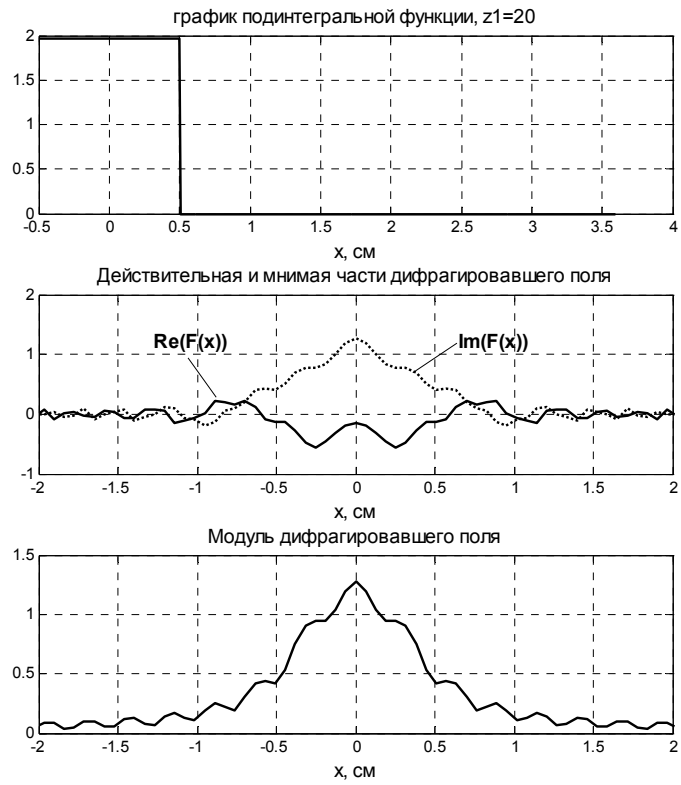 график подинтегральной функции, z1=20
2
1.5
1
0.5
0
-0.5 0 0.5 1 1.5 2 2.5 3 3.5 4
x, см
Действительная и мнимая части дифрагировавшего поля
2
Re(F(x)) Im(F(x))
1
0
-1
-2 -1.5 -1 -0.5 0 0.5 1 1.5 2
x, см
Модуль дифрагировавшего поля
1.5
1
0.5
0
-2 -1.5 -1 -0.5 0 0.5 1 1.5 2
x, см